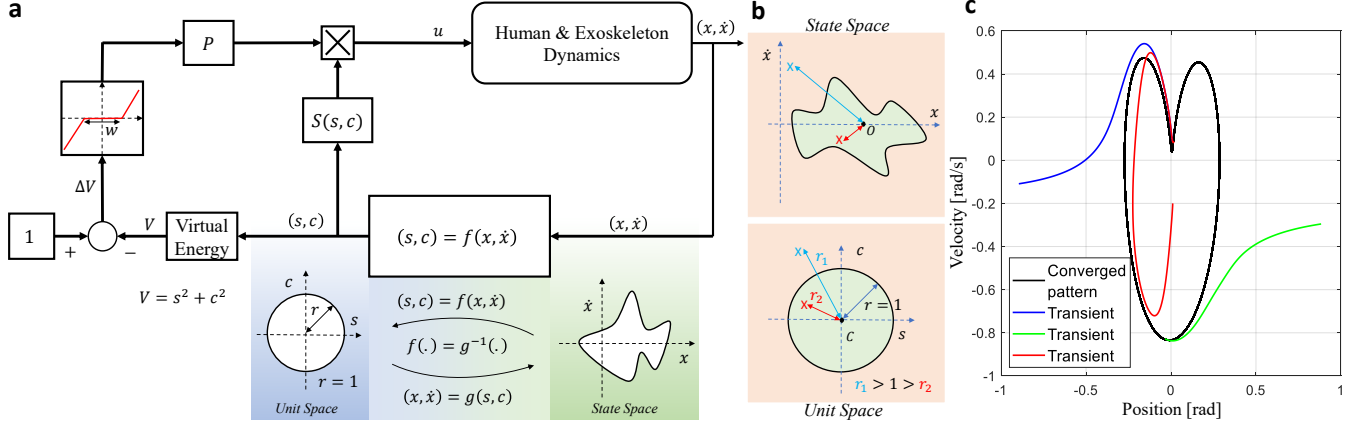 a
P
u
Human & Exoskeleton
Dynamics
(x, ẋ)
w
S(s, c)
ΔV
1
+
−
V
Virtual
Energy
(s, c)
(s, c) = f(x, ẋ)
(x, ẋ)
V = s² + c²
c
r
s
r = 1
Unit Space
(s, c) = f(x, ẋ)
f(.) = g⁻¹(.)
(x, ẋ) = g(s, c)
ẋ
x
State Space
b
State Space
ẋ
X
x
O
X
c
X
r₁
r₂
X
r = 1
C
s
r₁ > 1 > r₂
Unit Space
c
0.6
0.4
0.2
0
-0.2
-0.4
-0.6
-0.8
-1
Velocity [rad/s]
Converged
pattern
Transient
Transient
Transient
-1
-0.5
0
0.5
1
Position [rad]